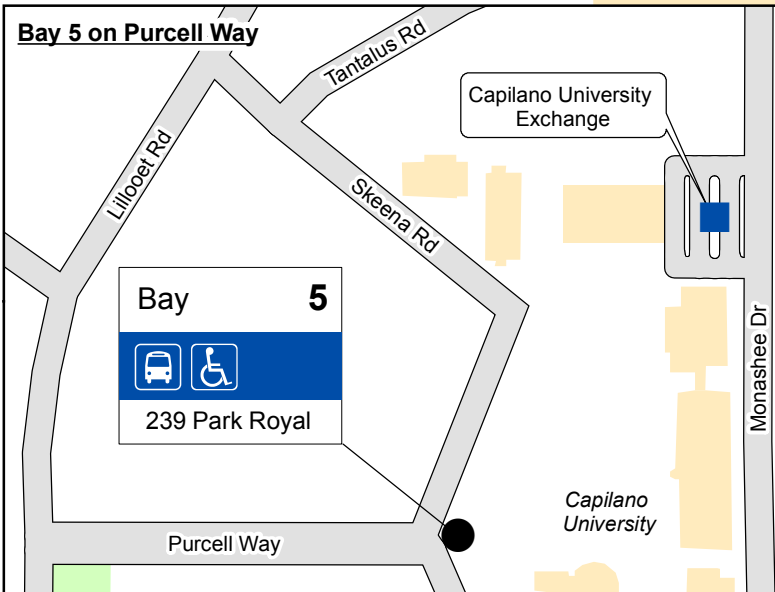 Bay 5 on Purcell Way
Tantalus Rd
Capilano University
Exchange
Lillooet Rd
Skeena Rd
Bay 5
239 Park Royal
Monashee Dr
Capilano
University
Purcell Way